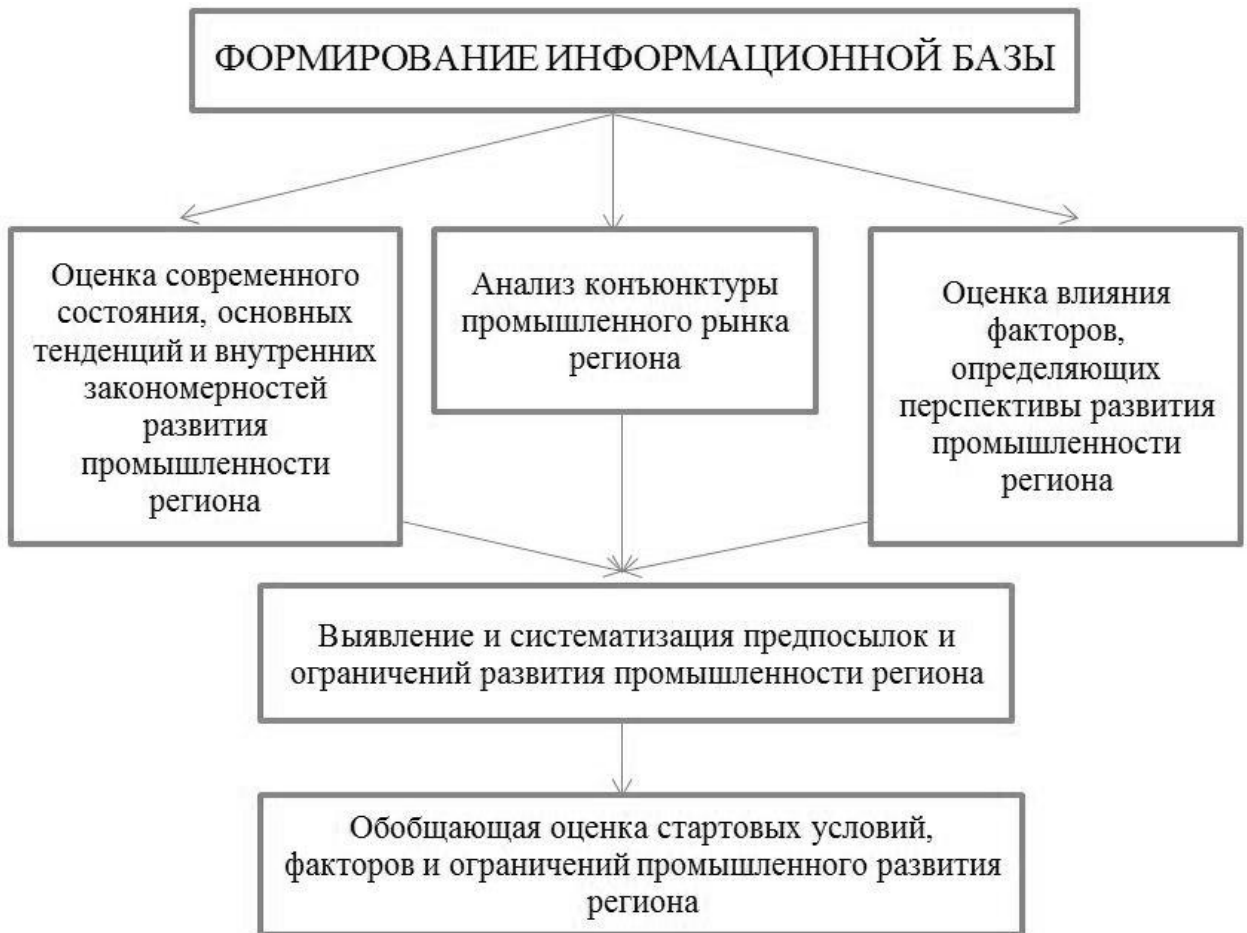 ФОРМИРОВАНИЕ ИНФОРМАЦИОННОЙ БАЗЫ
Оценка современного
состояния, основных
тенденций и внутренних
закономерностей
развития
промышленности
региона
Анализ конъюнктуры
промышленного рынка
региона
Оценка влияния
факторов,
определяющих
перспективы развития
промышленности
региона
Выявление и систематизация предпосылок и
ограничений развития промышленности региона
Обобщающая оценка стартовых условий,
факторов и ограничений промышленного развития
региона